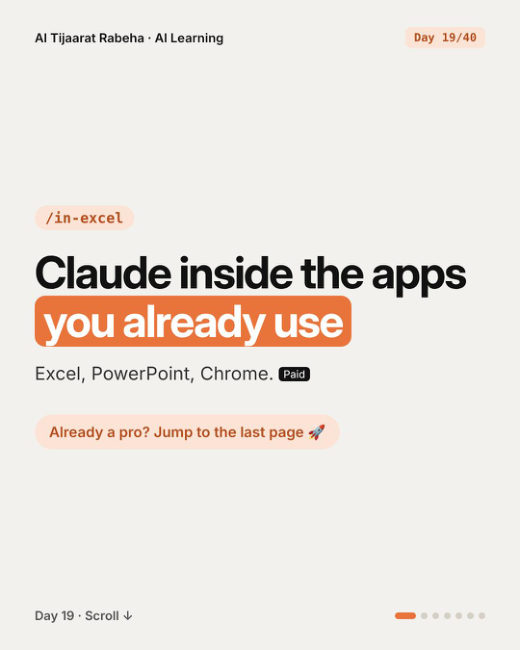 AI Tijaarat Rabeha · AI Learning
Day 19/40
/in-excel
Claude inside the apps
you already use
Excel, PowerPoint, Chrome. Paid
Already a pro? Jump to the last page 🚀
Day 19 · Scroll ↓